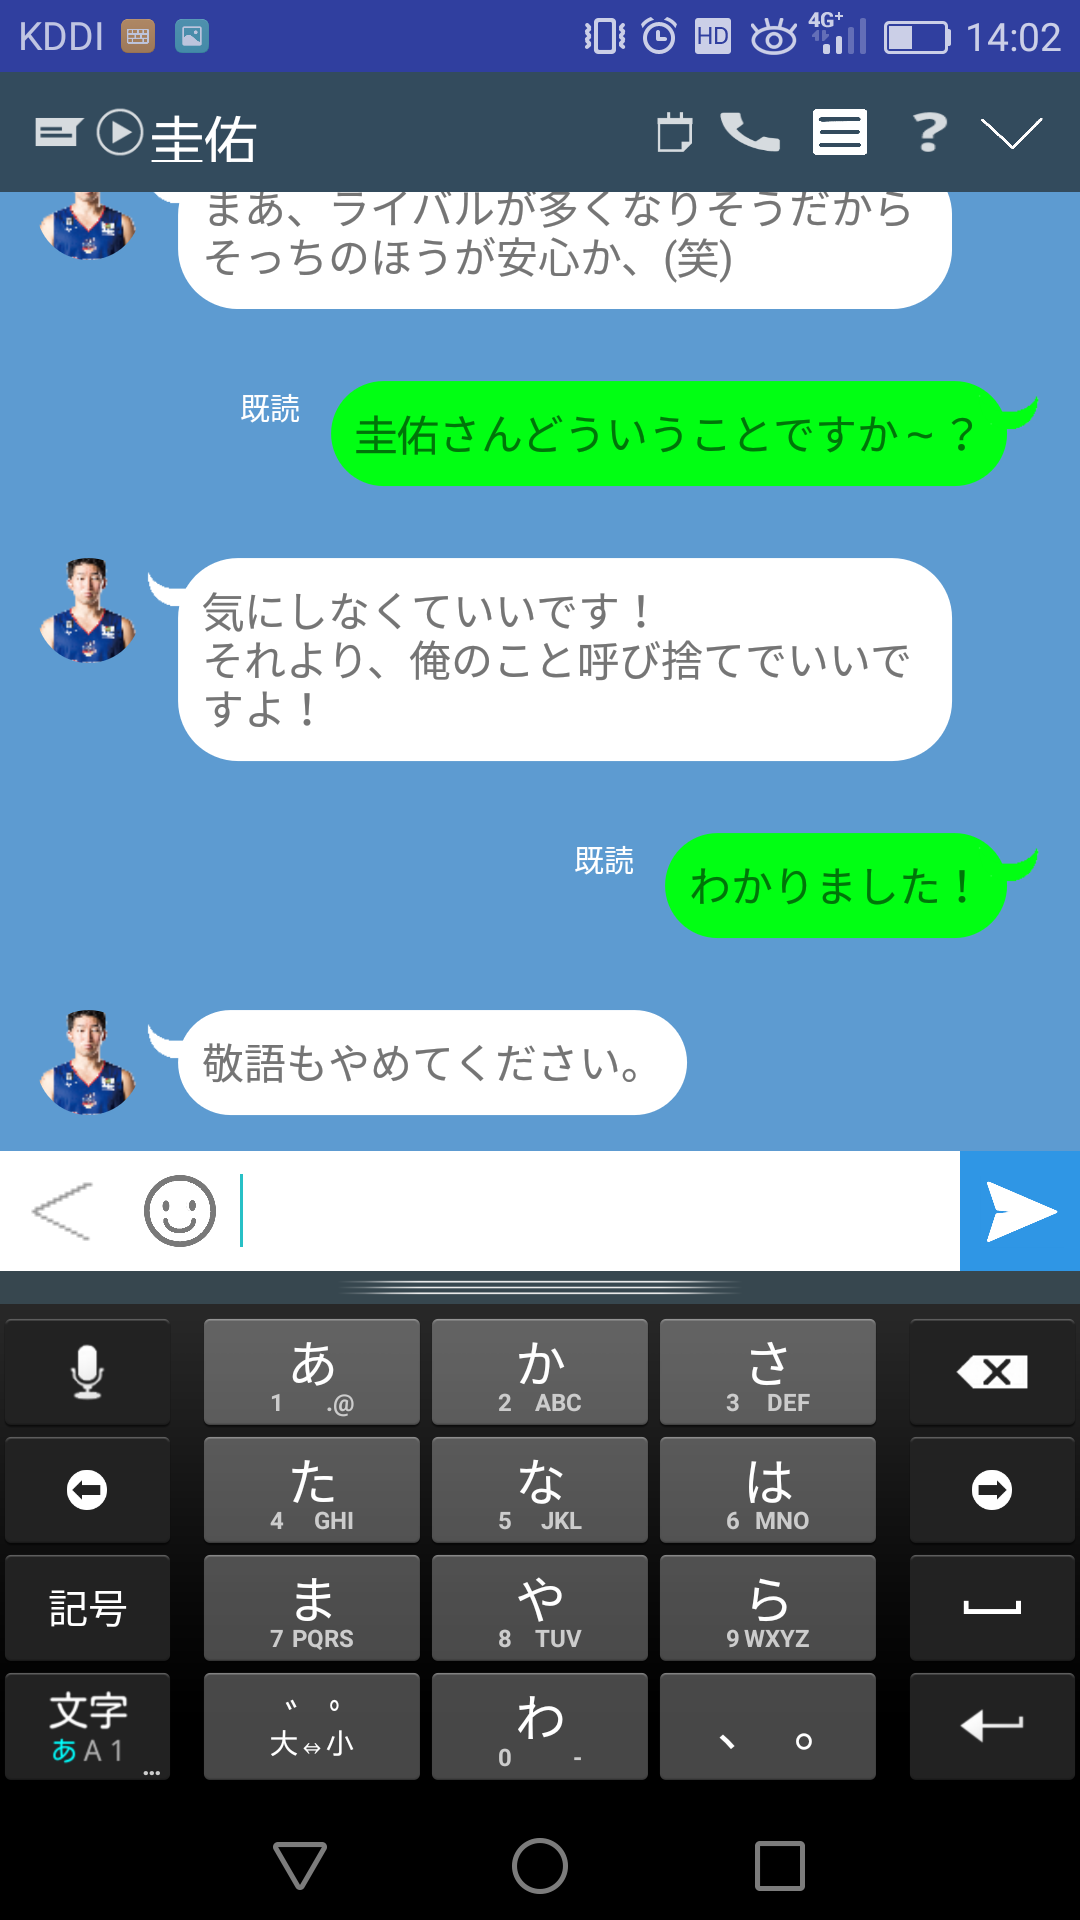 KDDI HD 4G+ 14:02
圭佑
まあ、ライバルが多くなりそうだから
そっちのほうが安心か、(笑)
既読
圭佑さんどういうことですか～？
気にしなくていいです！
それより、俺のこと呼び捨てでいいで
すよ！
既読
わかりました！
敬語もやめてください。
あ か さ
1 .@ 2 ABC 3 DEF
た な は
4 GHI 5 JKL 6 MNO
記号 ま や ら
7 PQRS 8 TUV 9 WXYZ
文字 ゛ ゜ わ 、 。
あ A 1 ... 大⇔小 0 -